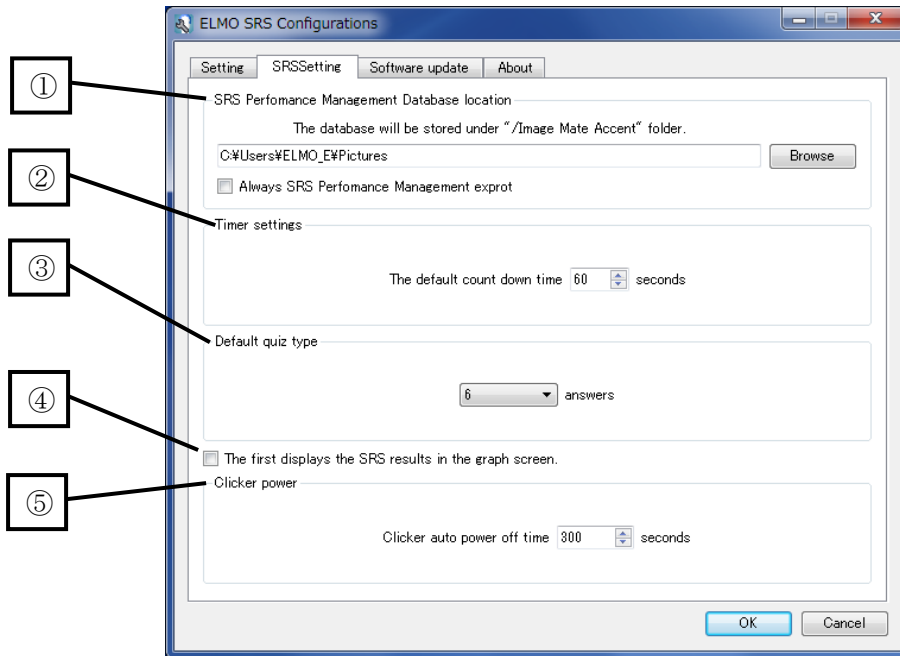 ELMO SRS Configurations
Setting SRSSetting Software update About
① SRS Perfomance Management Database location
The database will be stored under "/Image Mate Accent" folder.
C:¥Users¥ELMO_E¥Pictures Browse
Always SRS Perfomance Management exprot
② Timer settings
The default count down time 60 seconds
③ Default quiz type
6 answers
④ The first displays the SRS results in the graph screen.
⑤ Clicker power
Clicker auto power off time 300 seconds
OK Cancel